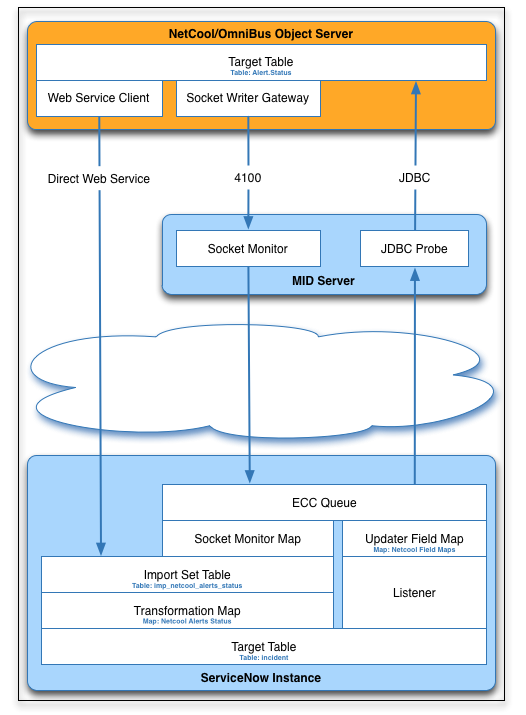 NetCool/OmniBus Object Server
Target Table
Table: Alert.Status
Web Service Client
Socket Writer Gateway
Direct Web Service
4100
JDBC
Socket Monitor
JDBC Probe
MID Server
ECC Queue
Socket Monitor Map
Updater Field Map
Map: Netcool Field Maps
Import Set Table
Table: imp_netcool_alerts_status
Listener
Transformation Map
Map: Netcool Alerts Status
Target Table
Table: incident
ServiceNow Instance